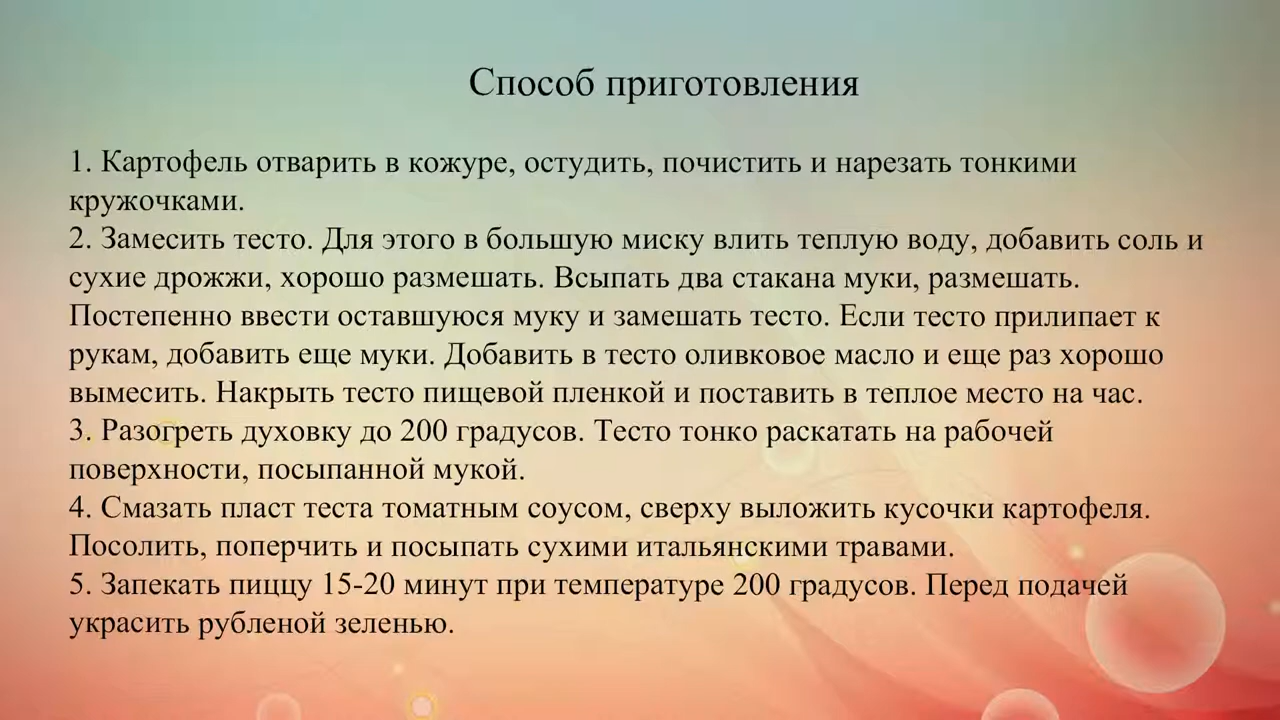 Способ приготовления
1. Картофель отварить в кожуре, остудить, почистить и нарезать тонкими
кружочками.
2. Замесить тесто. Для этого в большую миску влить теплую воду, добавить соль и
сухие дрожжи, хорошо размешать. Всыпать два стакана муки, размешать.
Постепенно ввести оставшуюся муку и замешать тесто. Если тесто прилипает к
рукам, добавить еще муки. Добавить в тесто оливковое масло и еще раз хорошо
вымесить. Накрыть тесто пищевой пленкой и поставить в теплое место на час.
3. Разогреть духовку до 200 градусов. Тесто тонко раскатать на рабочей
поверхности, посыпанной мукой.
4. Смазать пласт теста томатным соусом, сверху выложить кусочки картофеля.
Посолить, поперчить и посыпать сухими итальянскими травами.
5. Запекать пиццу 15-20 минут при температуре 200 градусов. Перед подачей
украсить рубленой зеленью.